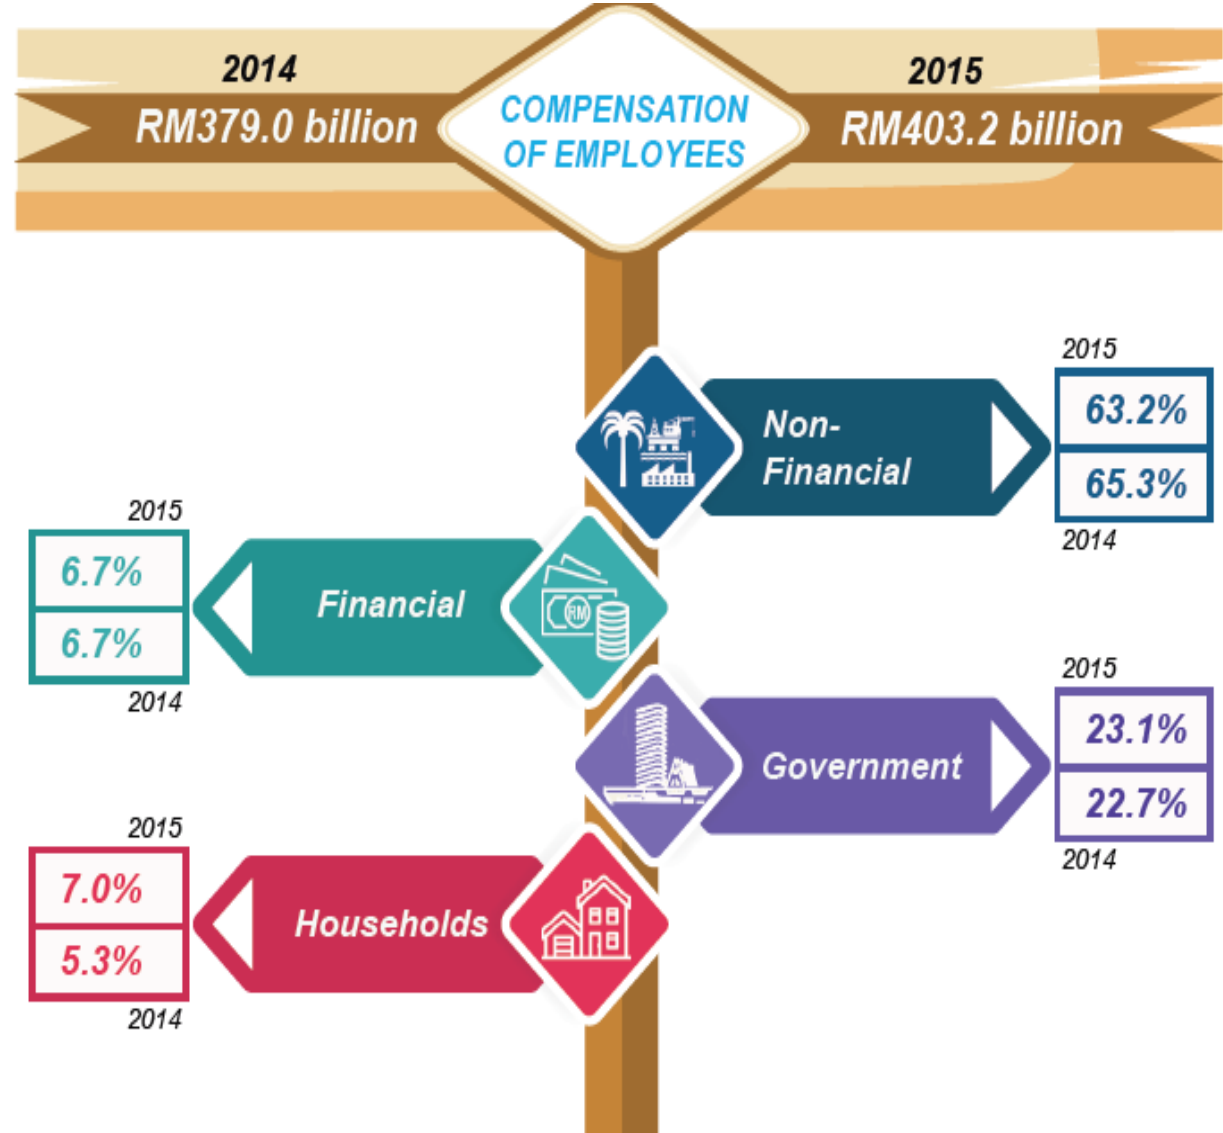 2014
RM379.0 billion
COMPENSATION
OF EMPLOYEES
2015
RM403.2 billion
Non-
Financial
2015
63.2%
65.3%
2014
2015
6.7%
6.7%
2014
Financial
RM
Government
2015
23.1%
22.7%
2014
2015
7.0%
5.3%
2014
Households